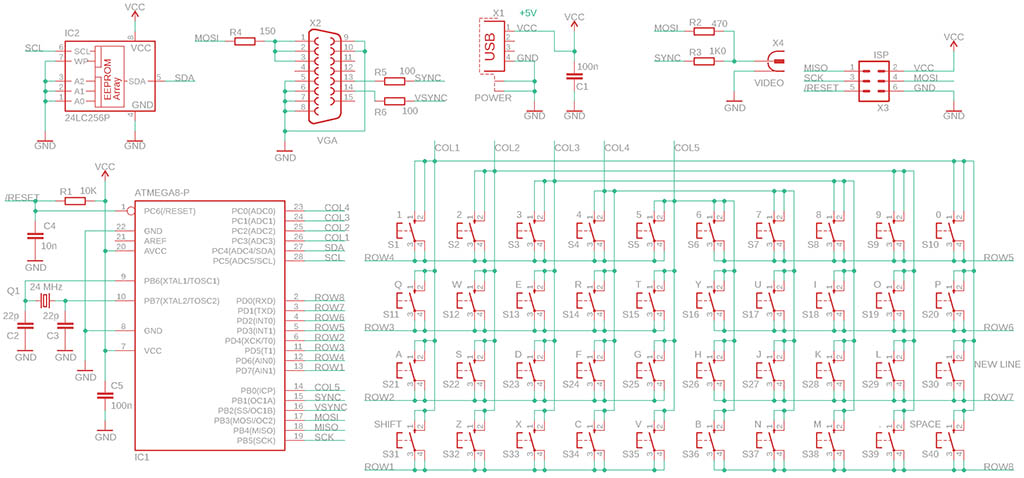 IC2
VCC
SCL
6 SCL
7 WP
3 A2
2 A1
1 A0
EEPROM
Array
SDA 5 SDA
8
VCC
GND
4
24LC256P
GND
GND
X2
MOSI R4 150
1
2
3
4
5
6
7
8
9
10
11
12
13
14
15
R5 100 SYNC
VSYNC
R6 100
VGA
GND
X1 +5V
USB
1 VCC
2
3
4 GND
POWER
VCC
100n
C1
GND
GND
MOSI R2 470
SYNC R3 1K0
X4
VIDEO
GND
ISP
VCC
MISO 1 2 VCC
SCK 3 4 MOSI
/RESET 5 6 GND
X3
GND
VCC
/RESET R1 10K
C4
10n
GND
Q1 24 MHz
22p 22p
C2 C3
GND GND
GND
C5
100n
GND
ATMEGA8-P
1 PC6(/RESET)
22 GND
21 AREF
20 AVCC
9 PB6(XTAL1/TOSC1)
10 PB7(XTAL2/TOSC2)
8 GND
7 VCC
PC0(ADC0) 23 COL4
PC1(ADC1) 24 COL3
PC2(ADC2) 25 COL2
PC3(ADC3) 26 COL1
PC4(ADC4/SDA) 27 SDA
PC5(ADC5/SCL) 28 SCL
PD0(RXD) 2 ROW8
PD1(TXD) 3 ROW7
PD2(INT0) 4 ROW6
PD3(INT1) 5 ROW5
PD4(XCK/T0) 6 ROW2
PD5(T1) 11 ROW3
PD6(AIN0) 12 ROW4
PD7(AIN1) 13 ROW1
PB0(ICP) 14 COL5
PB1(OC1A) 15 SYNC
PB2(SS/OC1B) 16 VSYNC
PB3(MOSI/OC2) 17 MOSI
PB4(MISO) 18 MISO
PB5(SCK) 19 SCK
IC1
COL1 COL2 COL3 COL4 COL5
1 2 3 4 5 6 7 8 9 0
S1 S2 S3 S4 S5 S6 S7 S8 S9 S10
ROW4 ROW5
Q W E R T Y U I O P
S11 S12 S13 S14 S15 S16 S17 S18 S19 S20
ROW3 ROW6
A S D F G H J K L NEW LINE
S21 S22 S23 S24 S25 S26 S27 S28 S29 S30
ROW2 ROW7
SHIFT Z X C V B N M . SPACE
S31 S32 S33 S34 S35 S36 S37 S38 S39 S40
ROW1 ROW8